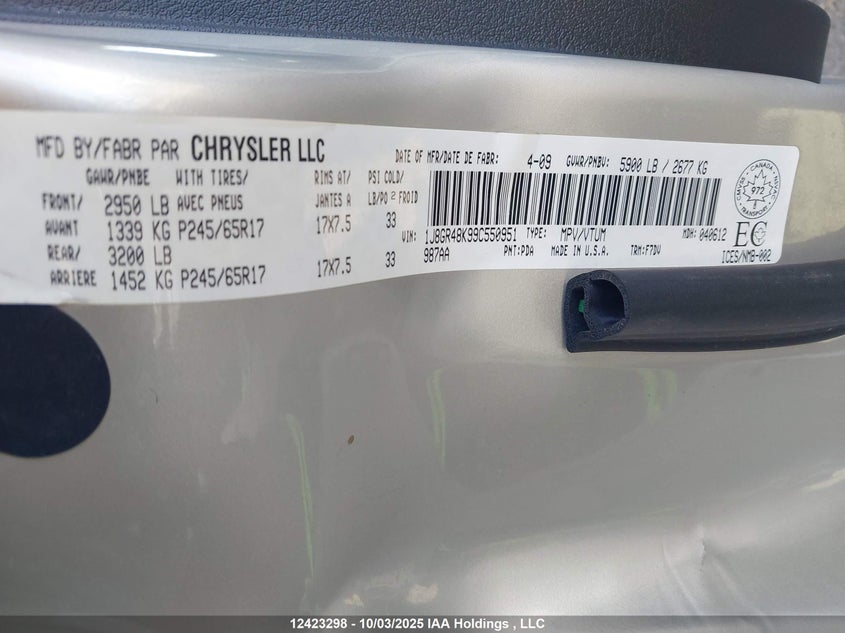 MFD BY/FABR PAR CHRYSLER LLC
DATE OF MFR/DATE DE FABR: 4-09 GVWR/PNBV: 5900 LB / 2677 KG
GAWR/PNBE WITH TIRES/ RIMS AT/ PSI COLD/
FRONT/ 2950 LB AVEC PNEUS JANTES A LB/PO² FROID
AVANT 1339 KG P245/65R17 17X7.5 33
REAR/ 3200 LB
ARRIERE 1452 KG P245/65R17 17X7.5 33
VIN: 1J8GR48K99C550951 TYPE: MPV/VTUM MDH: 040612
987AA PNT:PDA MADE IN U.S.A. TRM:F7DV
CANADA
CMVSS NVSAC
972
TRANSPORT
EC
ICES/NMB-002
12423298 - 10/03/2025 IAA Holdings , LLC